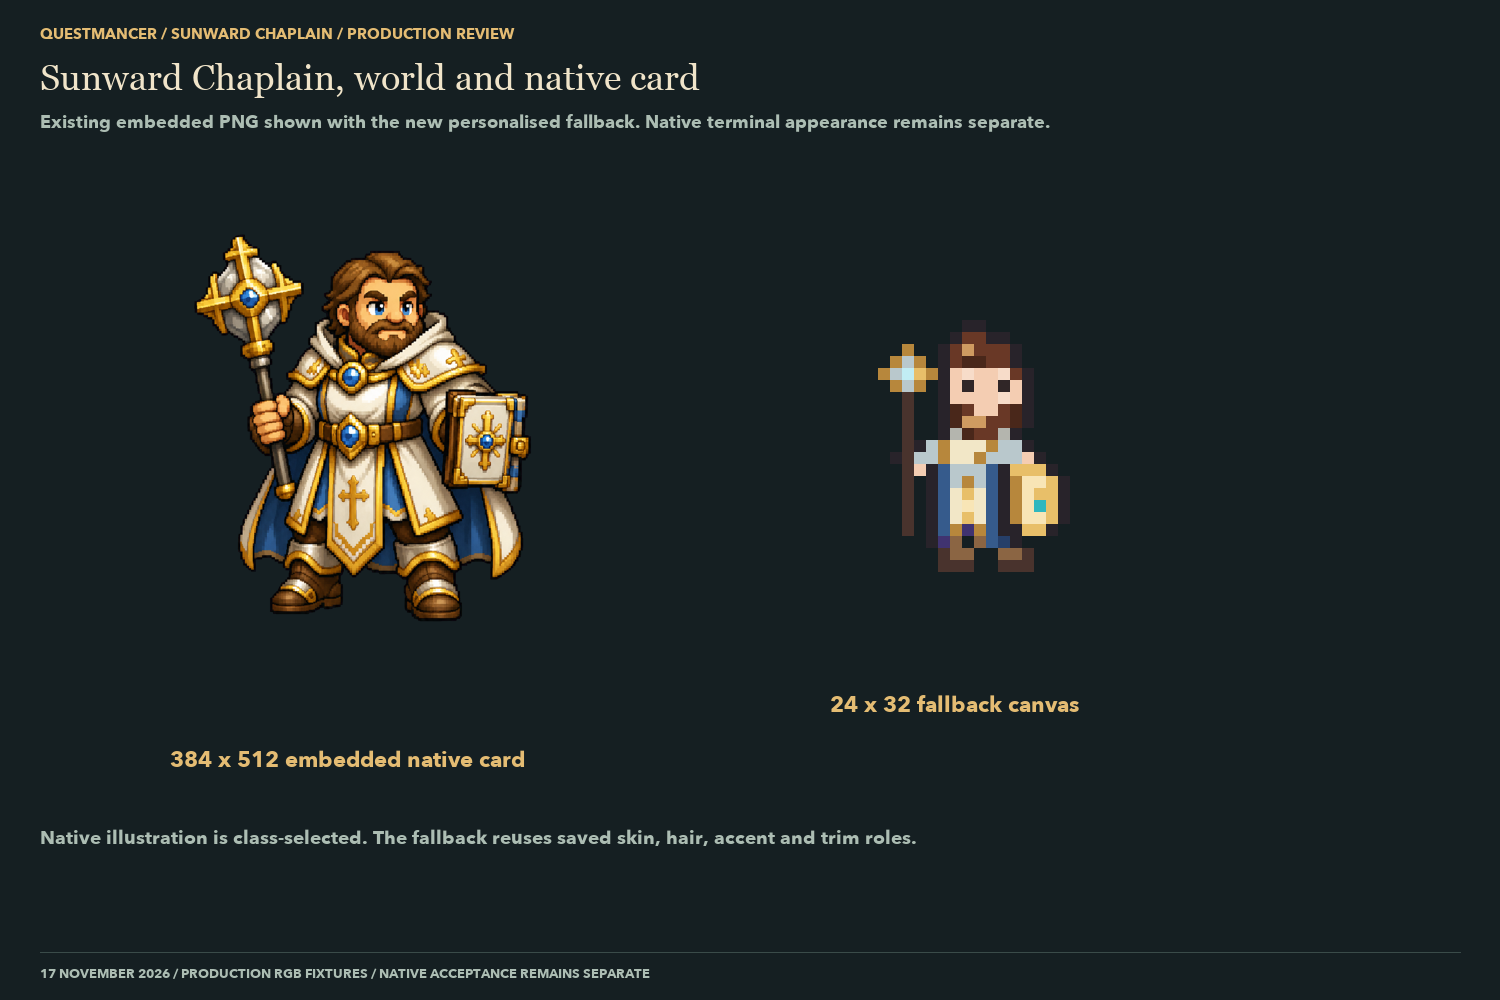 QUESTMANCER / SUNWARD CHAPLAIN / PRODUCTION REVIEW
Sunward Chaplain, world and native card
Existing embedded PNG shown with the new personalised fallback. Native terminal appearance remains separate.
24 x 32 fallback canvas
384 x 512 embedded native card
Native illustration is class-selected. The fallback reuses saved skin, hair, accent and trim roles.
17 NOVEMBER 2026 / PRODUCTION RGB FIXTURES / NATIVE ACCEPTANCE REMAINS SEPARATE